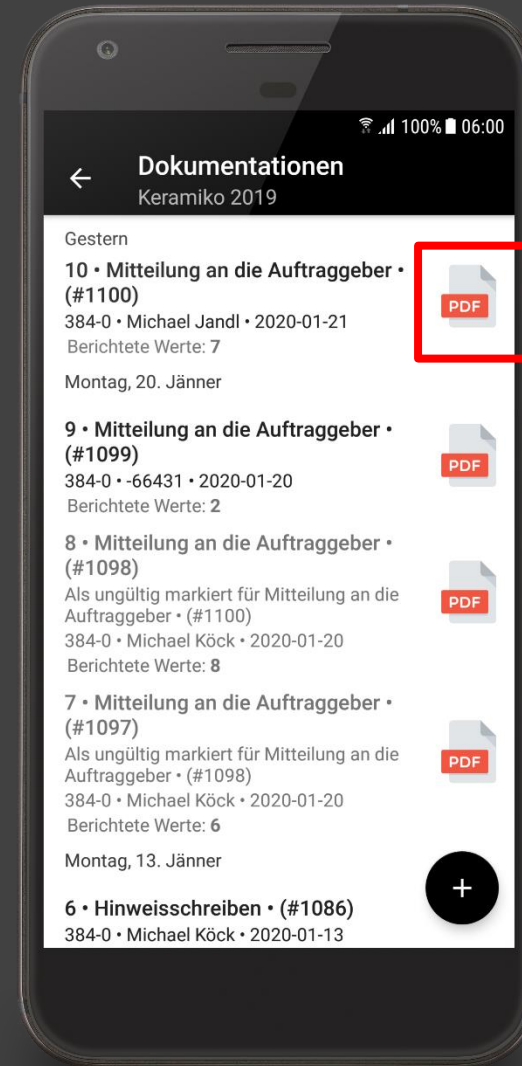 100% 06:00
Dokumentationen
Keramiko 2019
Gestern
10 • Mitteilung an die Auftraggeber •
(#1100)
384-0 • Michael Jandl • 2020-01-21
Berichtete Werte: 7
PDF
Montag, 20. Jänner
9 • Mitteilung an die Auftraggeber •
(#1099)
384-0 • -66431 • 2020-01-20
Berichtete Werte: 2
PDF
8 • Mitteilung an die Auftraggeber •
(#1098)
Als ungültig markiert für Mitteilung an die
Auftraggeber • (#1100)
384-0 • Michael Köck • 2020-01-20
Berichtete Werte: 8
PDF
7 • Mitteilung an die Auftraggeber •
(#1097)
Als ungültig markiert für Mitteilung an die
Auftraggeber • (#1098)
384-0 • Michael Köck • 2020-01-20
Berichtete Werte: 6
PDF
Montag, 13. Jänner
6 • Hinweisschreiben • (#1086)
384-0 • Michael Köck • 2020-01-13
+